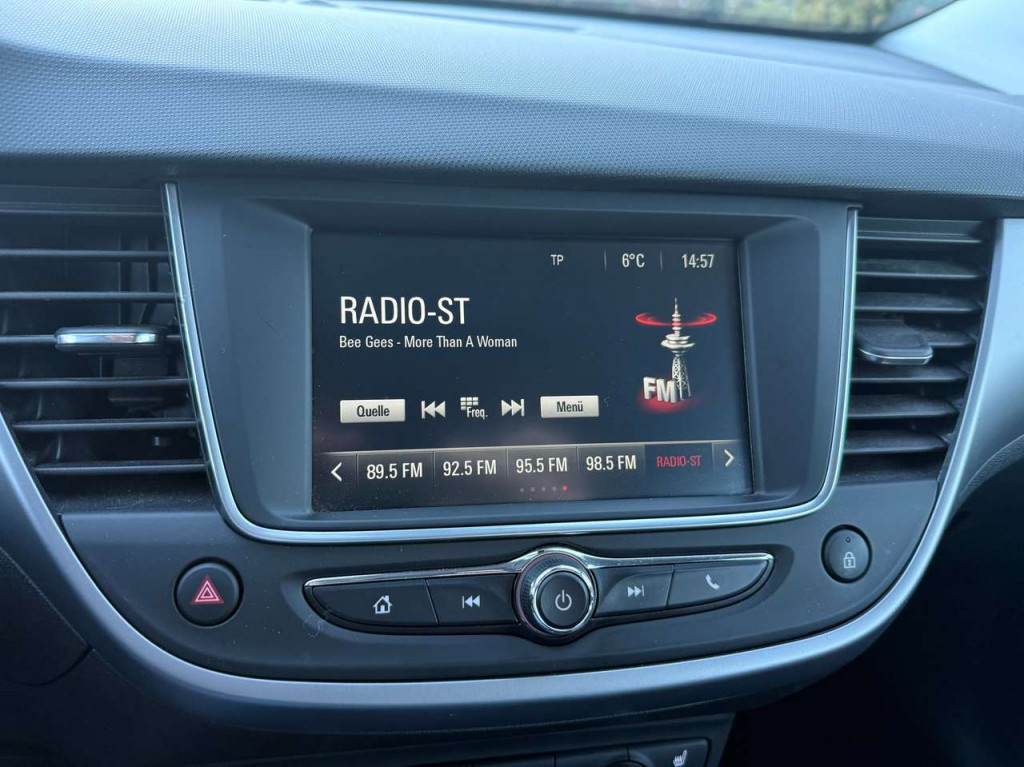 TP 6°C 14:57
RADIO-ST
Bee Gees - More Than A Woman
FM
Quelle Freq. Menü
89.5 FM 92.5 FM 95.5 FM 98.5 FM RADIO-ST